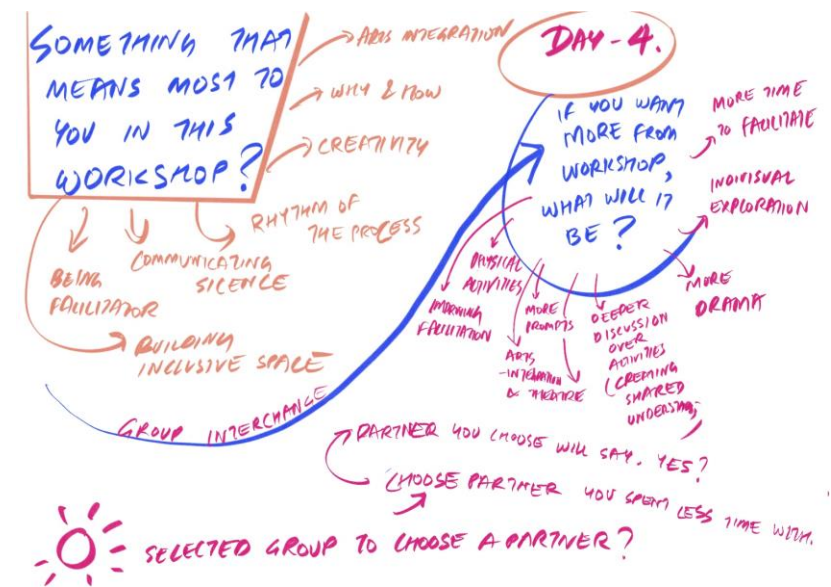 SOMETHING THAT
MEANS MOST TO
YOU IN THIS
WORKSHOP?
ARTS INTEGRATION
WHY & HOW
CREATIVITY
RHYTHM OF
THE PROCESS
COMMUNICATING
SILENCE
BEING
FACILITATOR
BUILDING
INCLUSIVE SPACE
GROUP INTERCHANGE
DAY-4.
IF YOU WANT
MORE FROM
WORKSHOP,
WHAT WILL IT
BE?
MORE TIME
TO FACILITATE
INDIVISUAL
EXPLORATION
MORE
DRAMA
DEEPER
DISCUSSION
OVER
ACTIVITIES
(CREATING
SHARED
MORE
PROMPTS
ARTS
-INTEGRATION
& THEATRE
PHYSICAL
ACTIVITIES
FACILITATION
PARTNER YOU CHOOSE WILL SAY. YES?
CHOOSE PARTNER YOU SPENT LESS TIME WITH.
SELECTED GROUP TO CHOOSE A PARTNER?